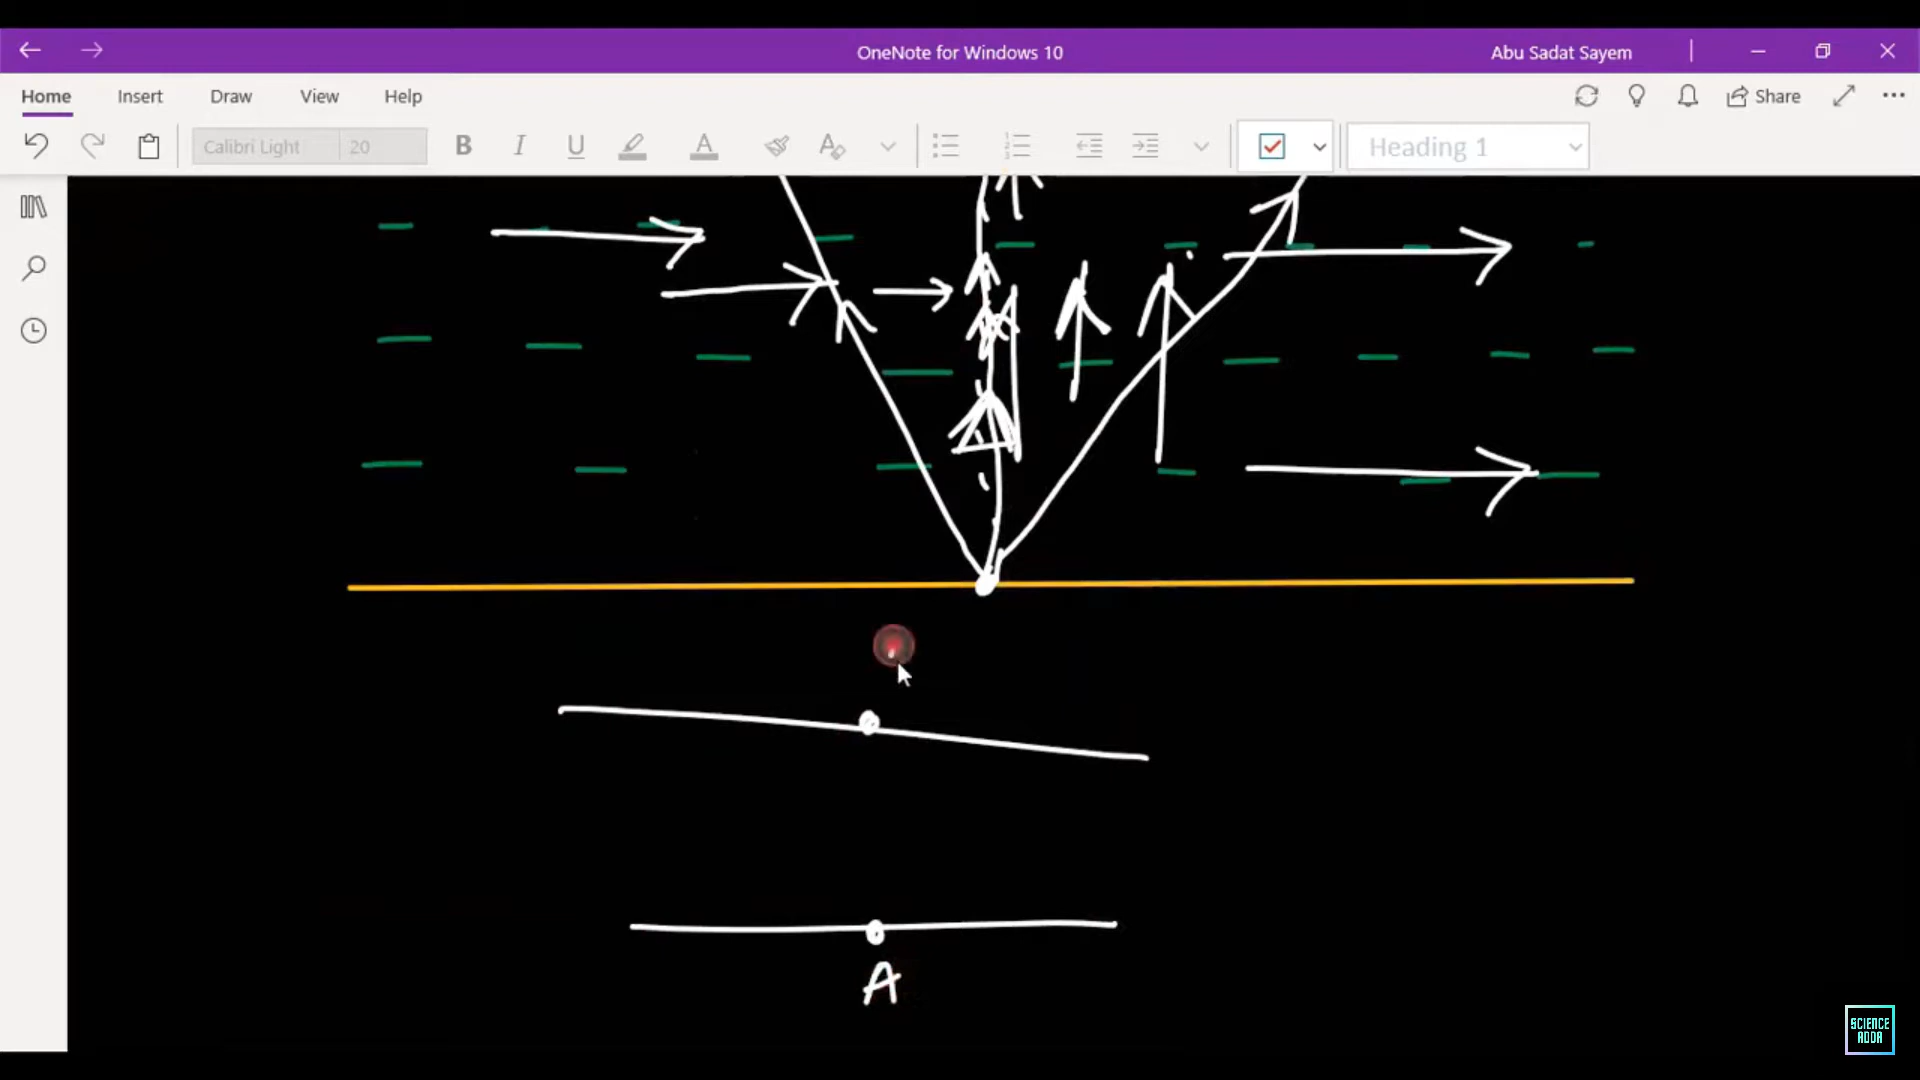 OneNote for Windows 10
Abu Sadat Sayem
Home Insert Draw View Help
Share
Calibri Light 20 B I U A A Heading 1
A
SCIENCE
ADDA